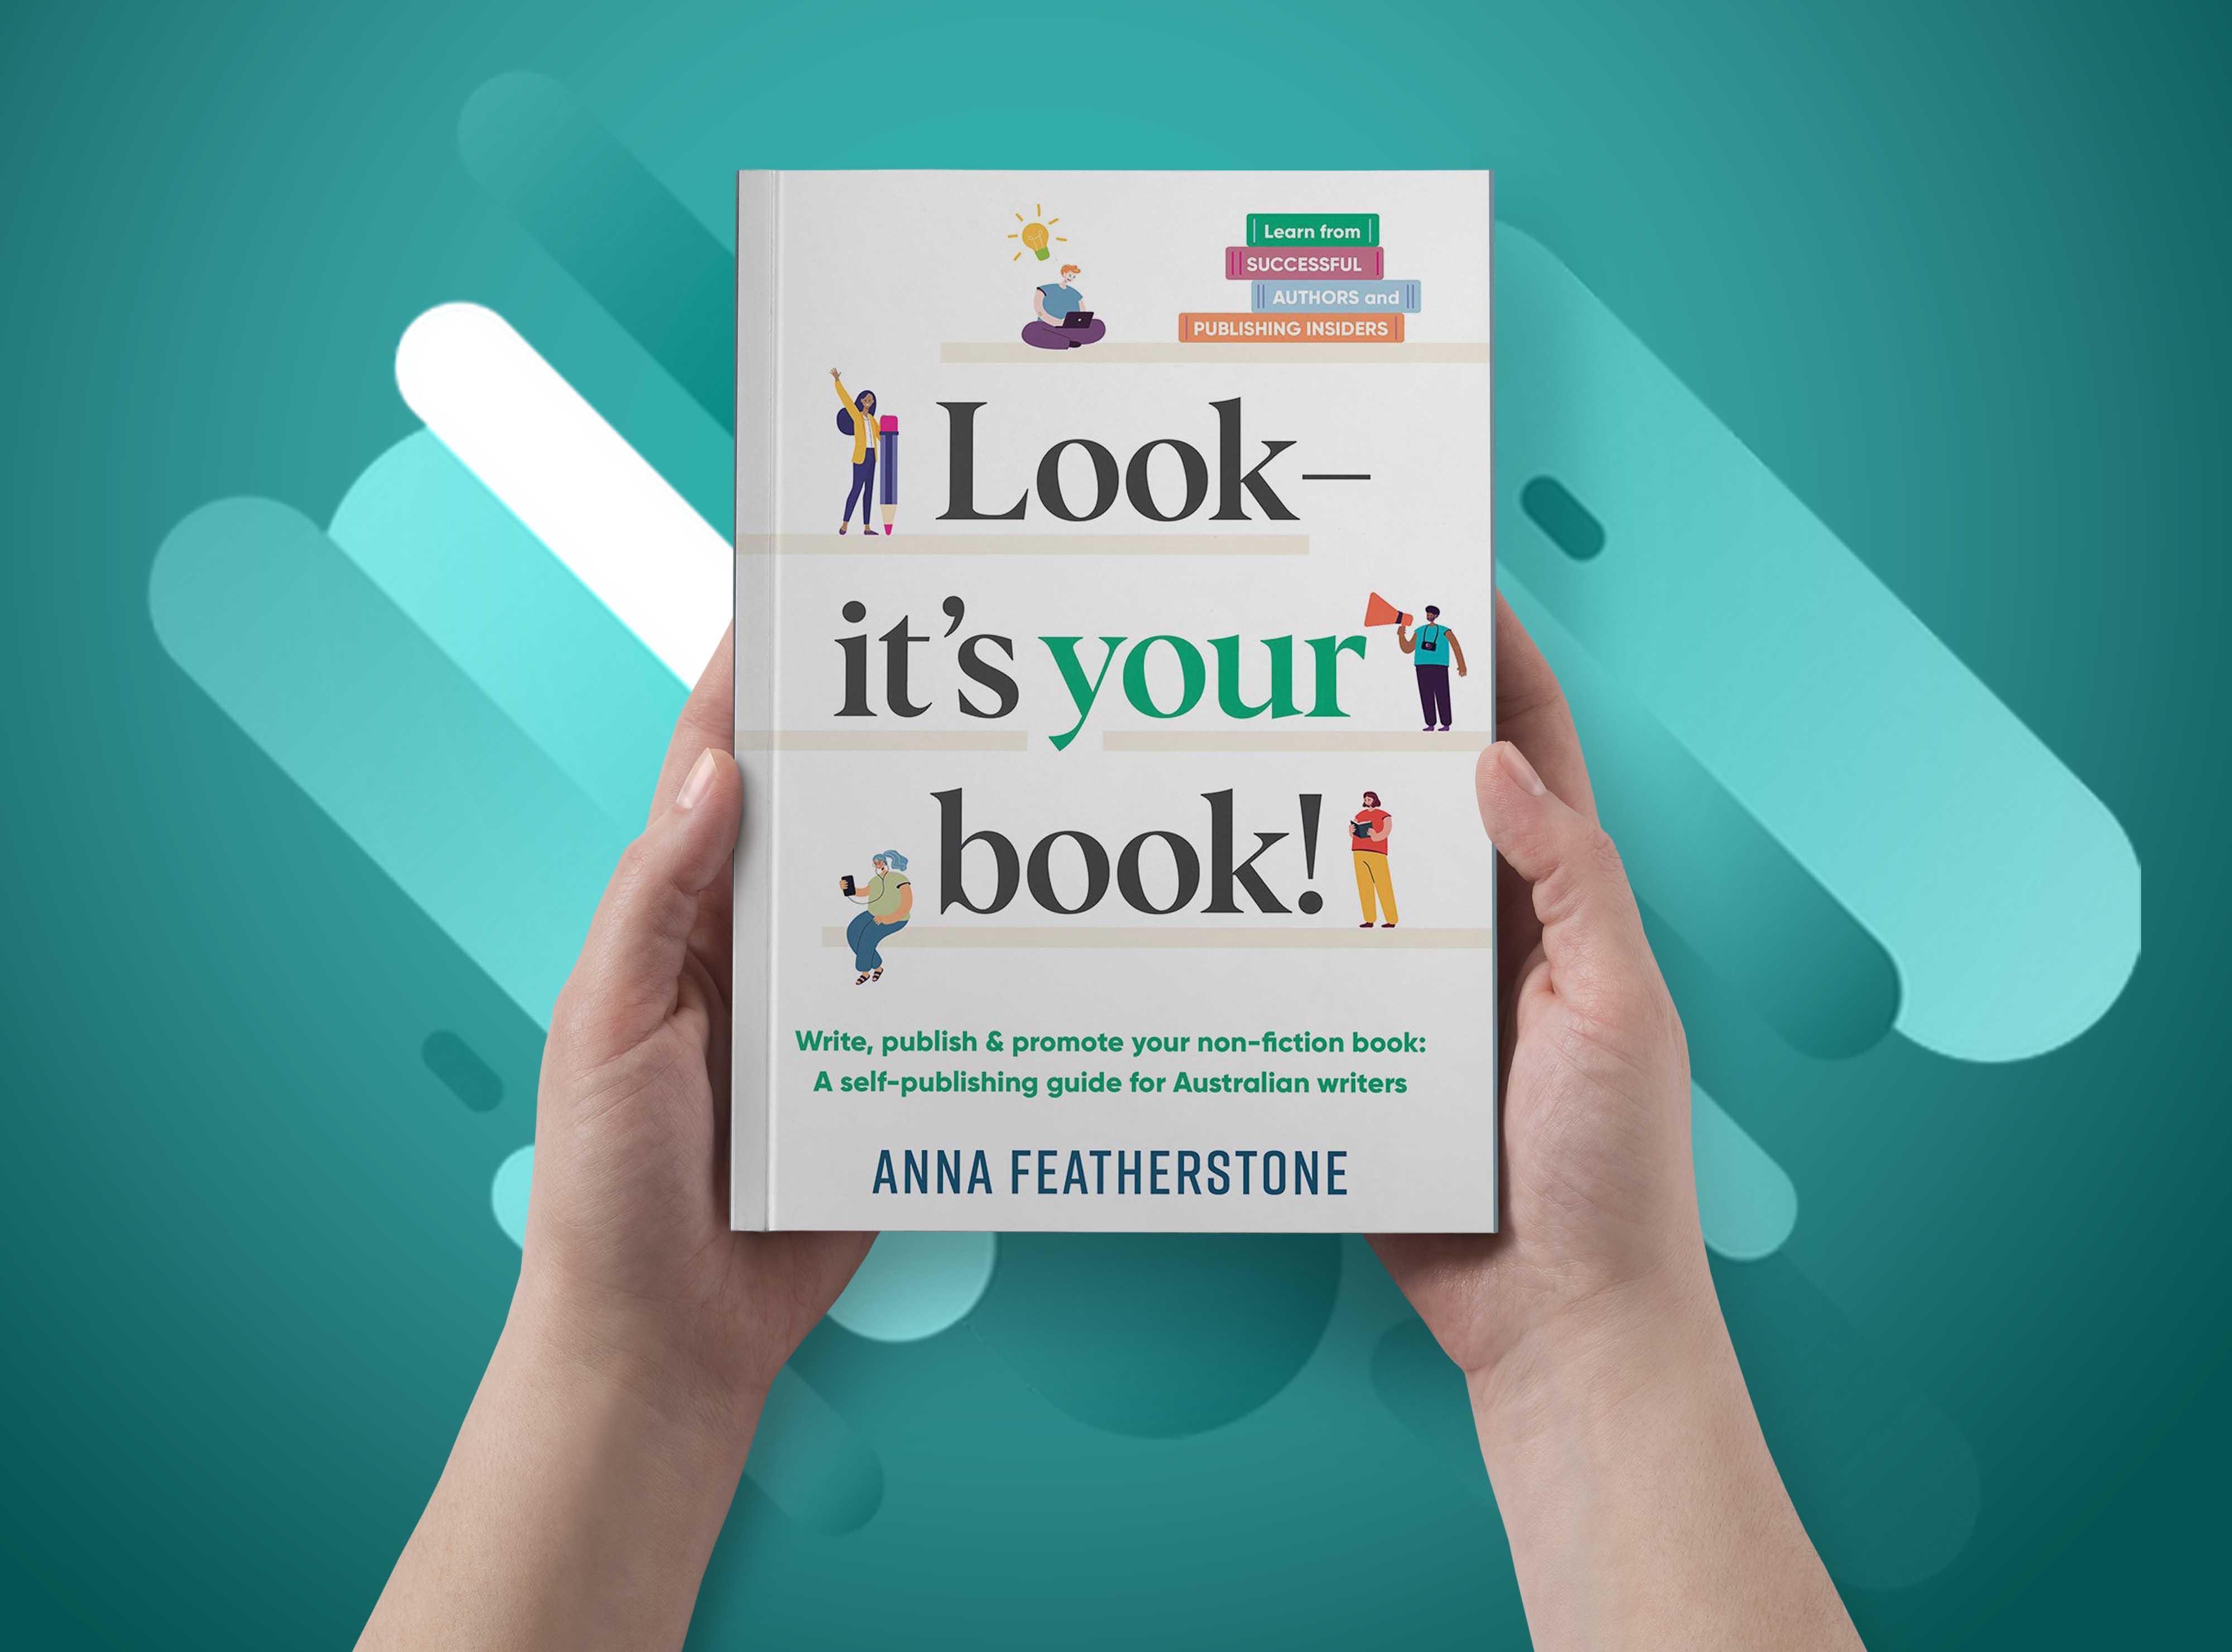 Learn from
SUCCESSFUL
AUTHORS and
PUBLISHING INSIDERS
Look–
it’s your
book!
Write, publish & promote your non-fiction book:
A self-publishing guide for Australian writers
ANNA FEATHERSTONE